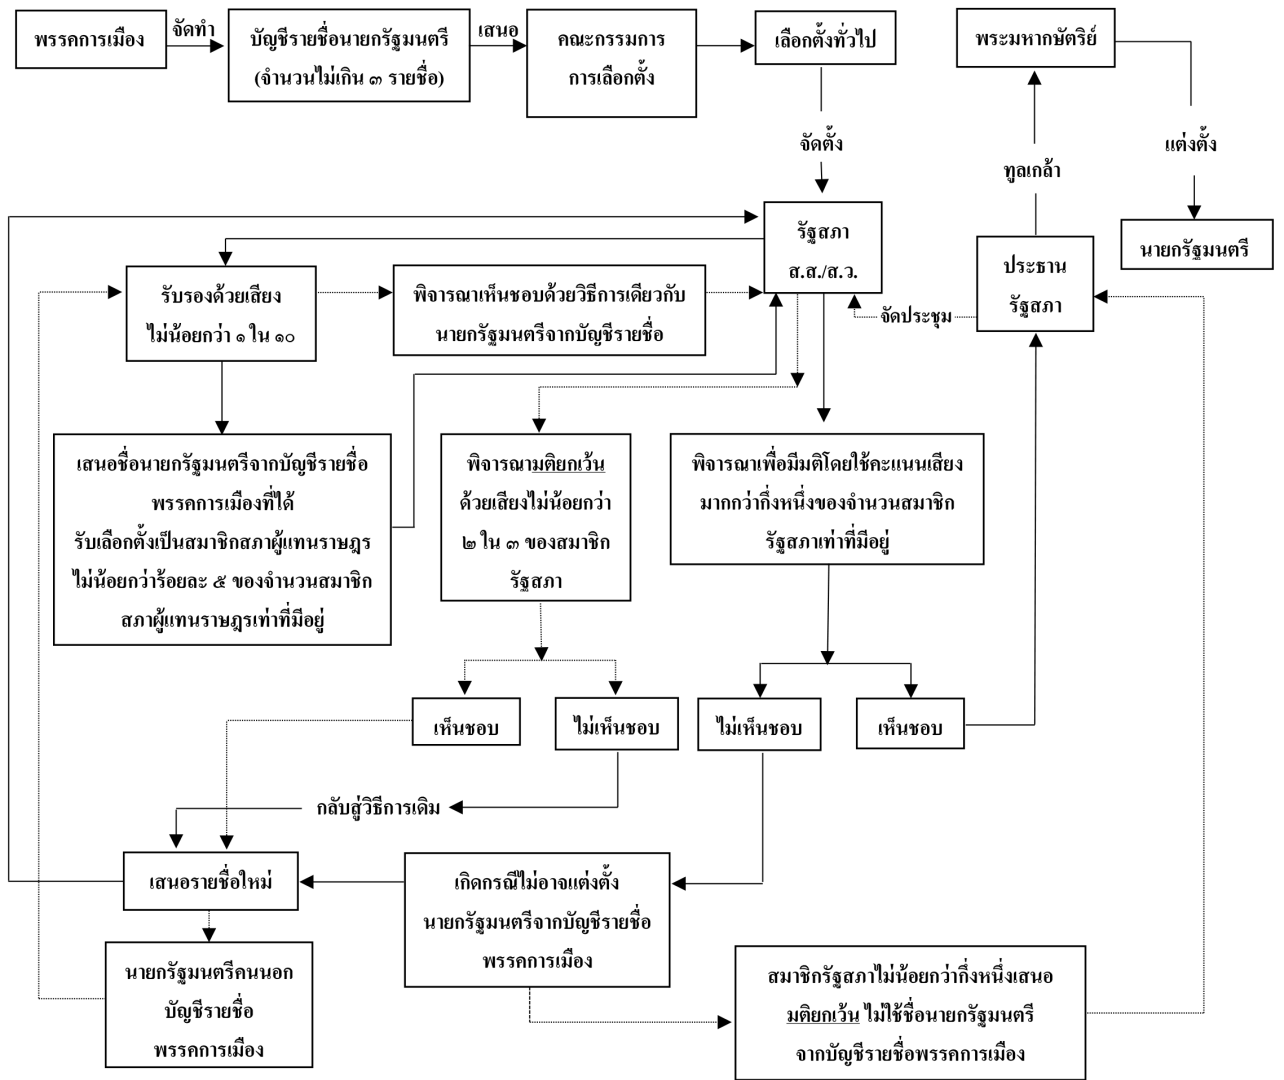 พรรคการเมือง
จัดทำ
บัญชีรายชื่อนายกรัฐมนตรี
(จำนวนไม่เกิน ๓ รายชื่อ)
เสนอ
คณะกรรมการ
การเลือกตั้ง
เลือกตั้งทั่วไป
พระมหากษัตริย์
จัดตั้ง
แต่งตั้ง
ทูลเกล้า
นายกรัฐมนตรี
รัฐสภา
ส.ส./ส.ว.
ประธาน
รัฐสภา
จัดประชุม
รับรองด้วยเสียง
ไม่น้อยกว่า ๑ ใน ๑๐
พิจารณาเห็นชอบด้วยวิธีการเดียวกับ
นายกรัฐมนตรีจากบัญชีรายชื่อ
เสนอชื่อนายกรัฐมนตรีจากบัญชีรายชื่อ
พรรคการเมืองที่ได้
รับเลือกตั้งเป็นสมาชิกสภาผู้แทนราษฎร
ไม่น้อยกว่าร้อยละ ๕ ของจำนวนสมาชิก
สภาผู้แทนราษฎรเท่าที่มีอยู่
พิจารณามติยกเว้น
ด้วยเสียงไม่น้อยกว่า
๒ ใน ๓ ของสมาชิก
รัฐสภา
พิจารณาเพื่อมีมติโดยใช้คะแนนเสียง
มากกว่ากึ่งหนึ่งของจำนวนสมาชิก
รัฐสภาเท่าที่มีอยู่
เห็นชอบ
ไม่เห็นชอบ
ไม่เห็นชอบ
เห็นชอบ
กลับสู่วิธีการเดิม
เสนอรายชื่อใหม่
เกิดกรณีไม่อาจแต่งตั้ง
นายกรัฐมนตรีจากบัญชีรายชื่อ
พรรคการเมือง
นายกรัฐมนตรีคนนอก
บัญชีรายชื่อ
พรรคการเมือง
สมาชิกรัฐสภาไม่น้อยกว่ากึ่งหนึ่งเสนอ
มติยกเว้น ไม่ใช้ชื่อนายกรัฐมนตรี
จากบัญชีรายชื่อพรรคการเมือง